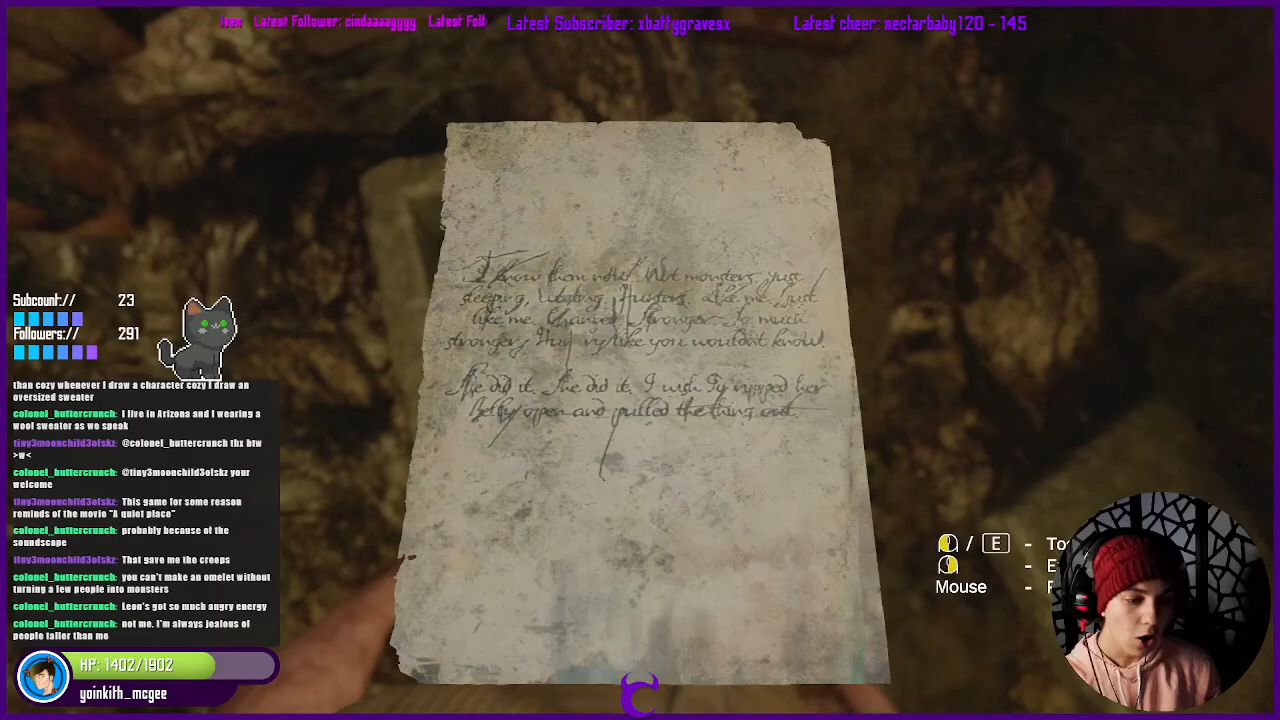 Latest Follower: cindaaaayyyy Latest Foll
Latest Subscriber: xbattygravesx
Latest cheer: nectarbaby120 - 145
I know them now! Not monsters, just
sleeping, Waiting. Hunters. Like me. Just
like me. Changed. Stronger. So much
stronger. Hungry like you wouldn't know!
She did it. She did it. I wish I'd ripped her
Belly open and pulled the thing out.
Subcount:// 23
Followers:// 291
than cozy whenever I draw a character cozy I draw an
oversized sweater
colonel_buttercrunch: I live in Arizona and I wearing a
wool sweater as we speak
tiny3moonchild3ofskz: @colonel_buttercrunch thx btw
>w<
colonel_buttercrunch: @tiny3moonchild3ofskz your
welcome
tiny3moonchild3ofskz: This game for some reason
reminds of the movie "A quiet place"
colonel_buttercrunch: probably because of the
soundscape
tiny3moonchild3ofskz: That gave me the creeps
colonel_buttercrunch: you can't make an omelet without
turning a few people into monsters
colonel_buttercrunch: Leon's got so much angry energy
colonel_buttercrunch: not me. I'm always jealous of
people taller than me
HP: 1402/1902
yoinkith_mcgee
/ E -
-
Mouse -